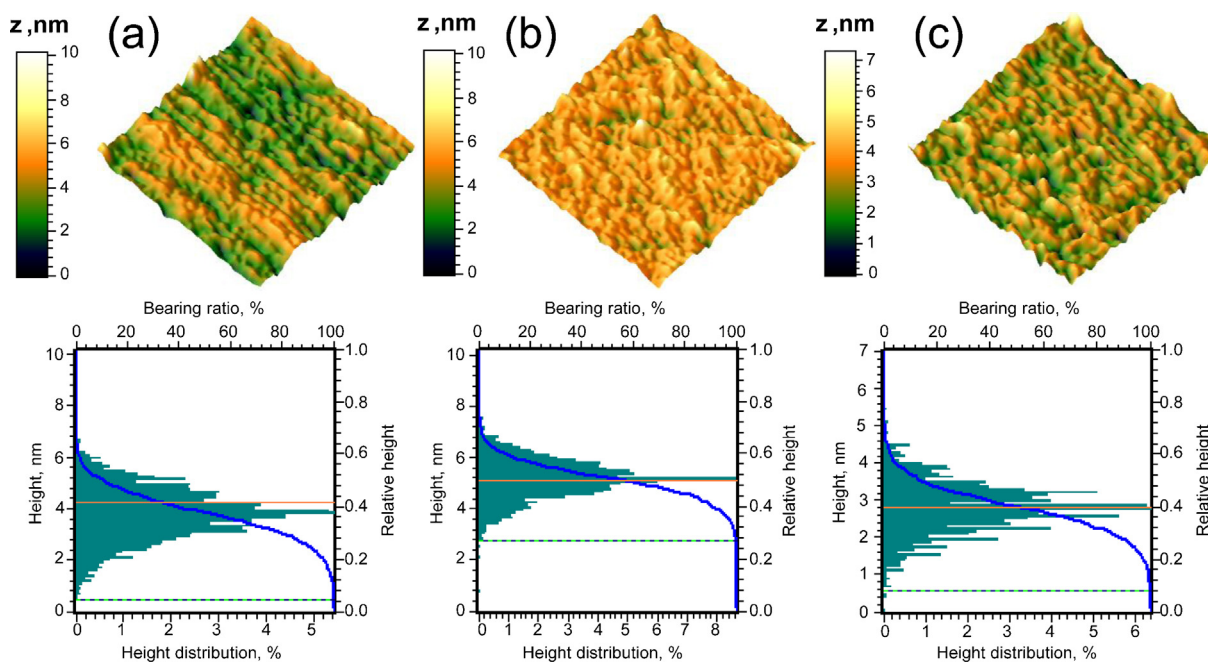 z ,nm (a)
10
8
6
4
2
0
z ,nm (b)
10
8
6
4
2
0
z ,nm (c)
7
6
5
4
3
2
1
0
Bearing ratio, %
0 20 40 60 80 100
10
8
6
4
2
0
Height, nm
1.0
0.8
0.6
0.4
0.2
0.0
Relative height
0 1 2 3 4 5
Height distribution, %
Bearing ratio, %
0 20 40 60 80 100
10
8
6
4
2
0
Height, nm
1.0
0.8
0.6
0.4
0.2
0.0
Relative height
0 1 2 3 4 5 6 7 8
Height distribution, %
Bearing ratio, %
0 20 40 60 80 100
7
6
5
4
3
2
1
0
Height, nm
1.0
0.8
0.6
0.4
0.2
0.0
Relative height
0 1 2 3 4 5 6
Height distribution, %